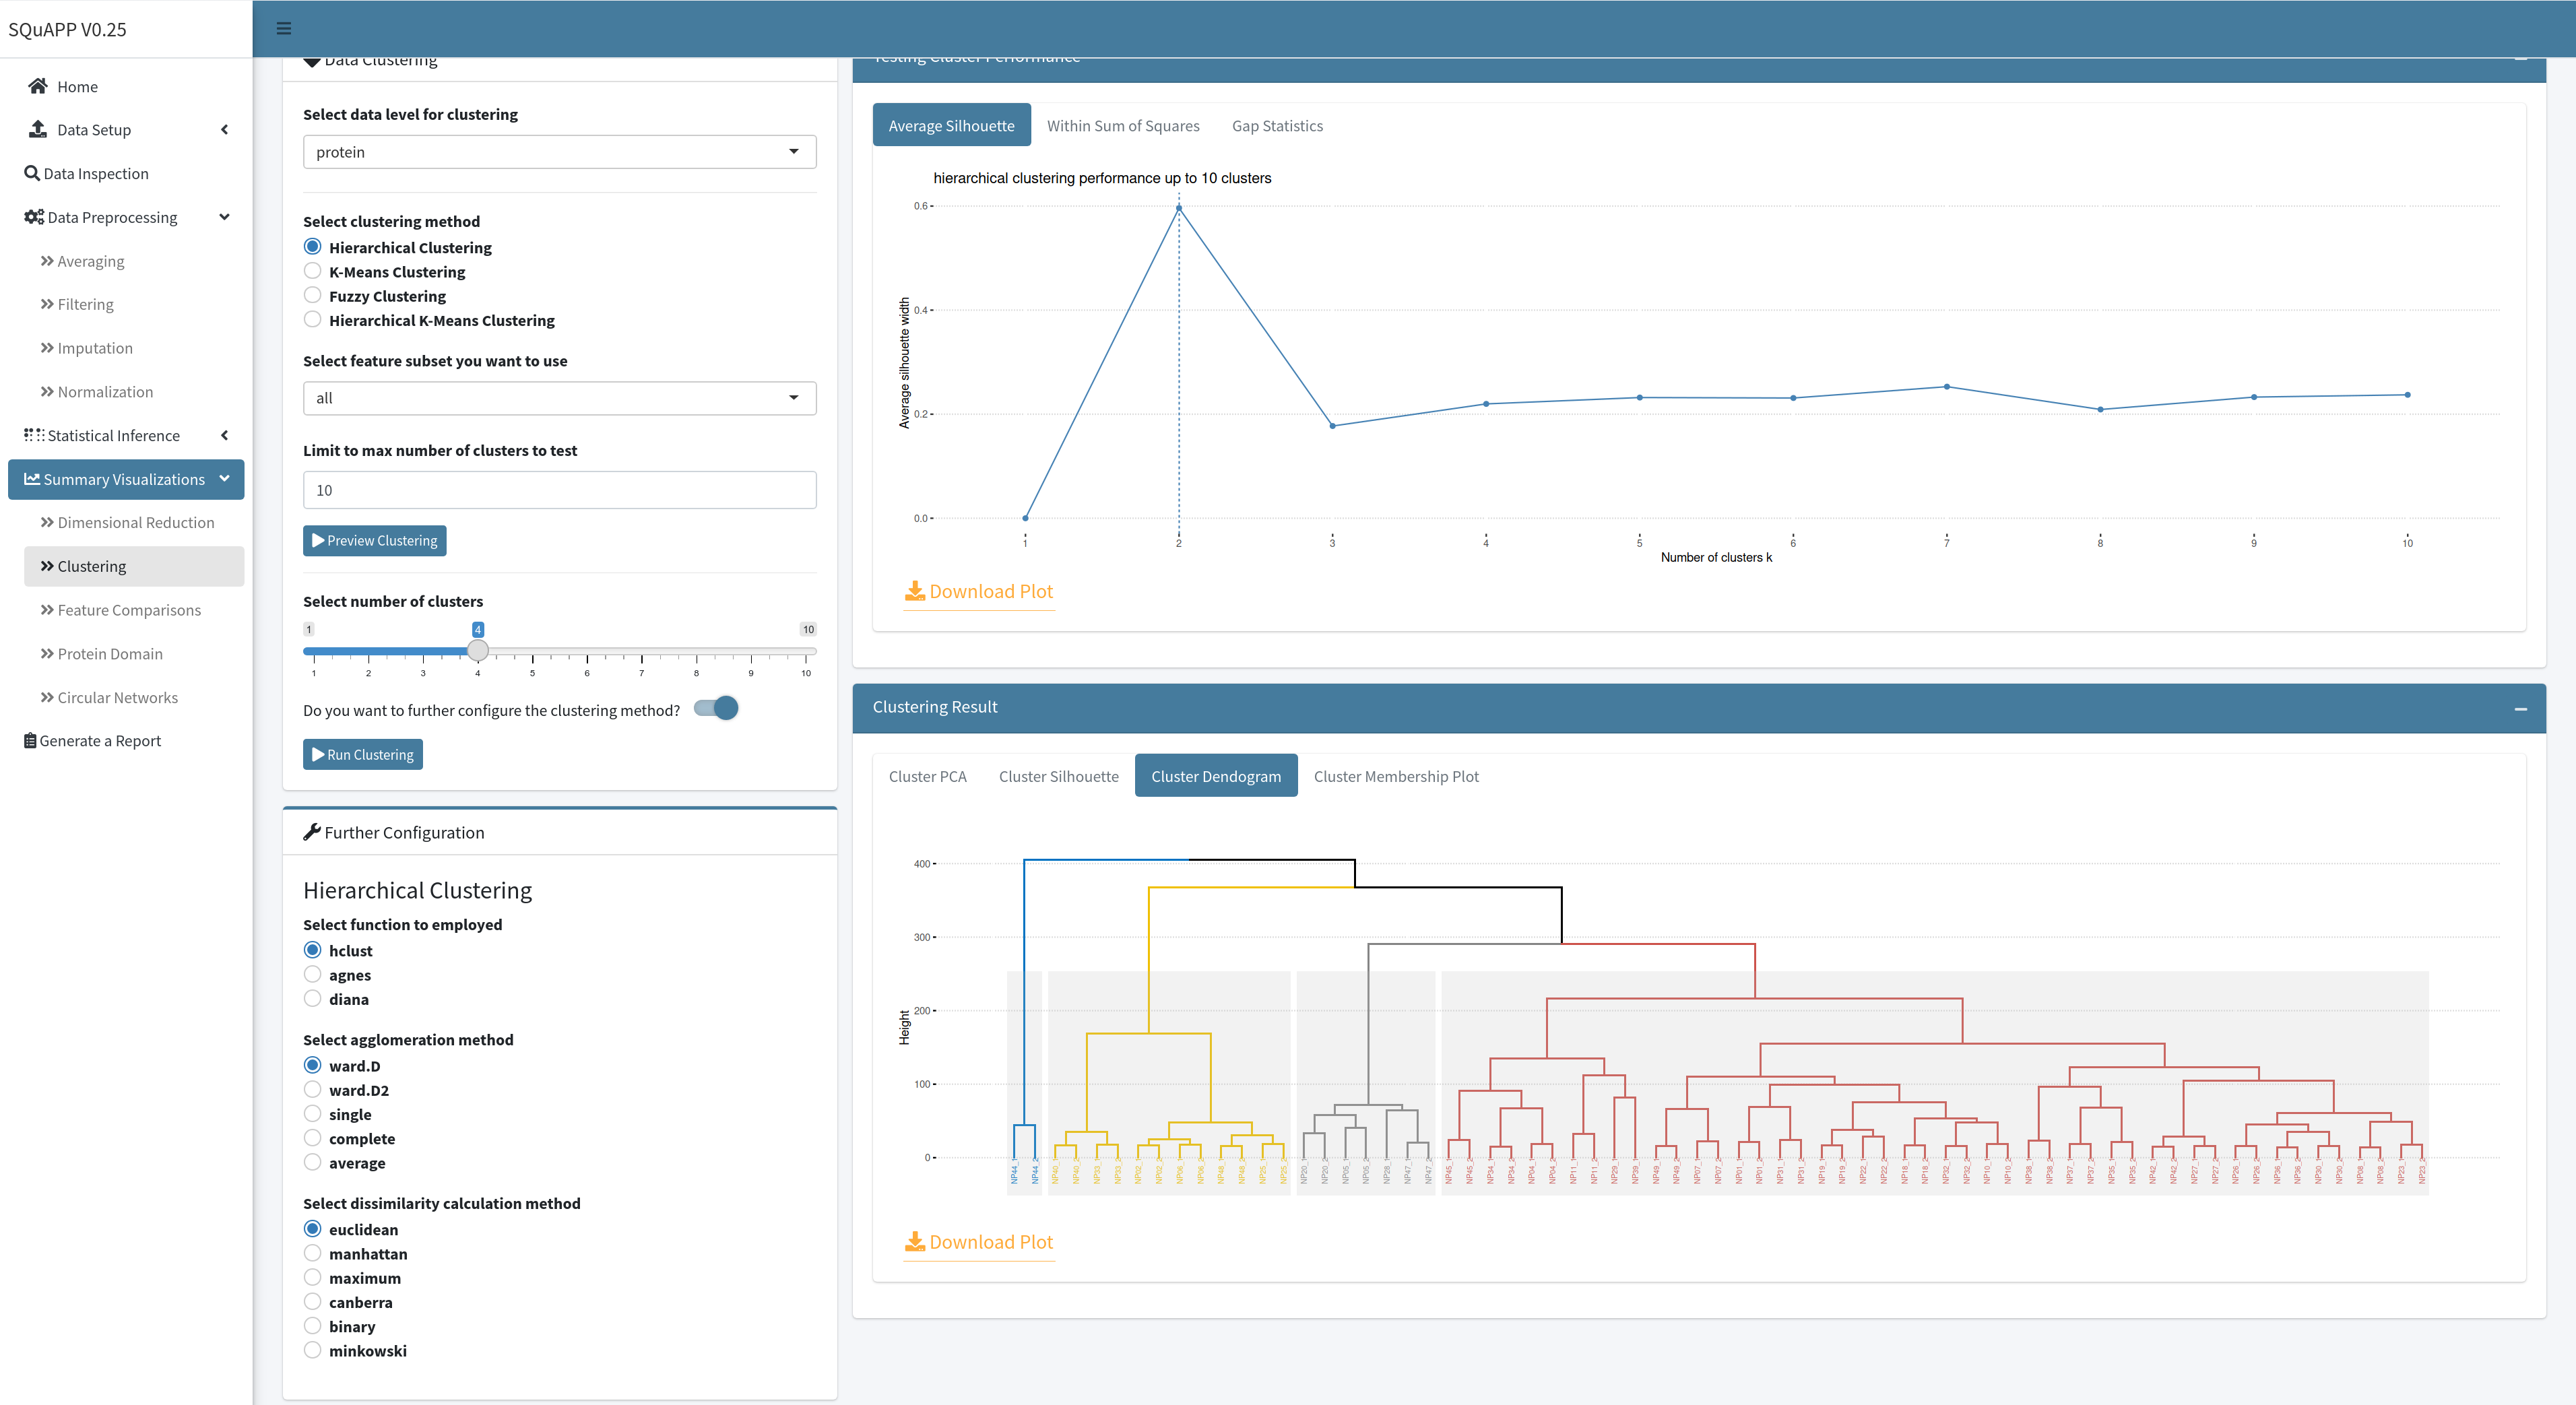 SQuAPP V0.25
Home
Data Setup
Data Inspection
Data Preprocessing
Averaging
Filtering
Imputation
Normalization
Statistical Inference
Summary Visualizations
Dimensional Reduction
Clustering
Feature Comparisons
Protein Domain
Circular Networks
Generate a Report
Data Clustering
Select data level for clustering
protein
Select clustering method
Hierarchical Clustering
K-Means Clustering
Fuzzy Clustering
Hierarchical K-Means Clustering
Select feature subset you want to use
all
Limit to max number of clusters to test
10
Preview Clustering
Select number of clusters
1 4 10
1 2 3 4 5 6 7 8 9 10
Do you want to further configure the clustering method?
Run Clustering
Further Configuration
Hierarchical Clustering
Select function to employed
hclust
agnes
diana
Select agglomeration method
ward.D
ward.D2
single
complete
average
Select dissimilarity calculation method
euclidean
manhattan
maximum
canberra
binary
minkowski
Testing Cluster Performance
Average Silhouette Within Sum of Squares Gap Statistics
hierarchical clustering performance up to 10 clusters
Average silhouette width
0.6
0.4
0.2
0.0
1 2 3 4 5 6 7 8 9 10
Number of clusters k
Download Plot
Clustering Result
Cluster PCA Cluster Silhouette Cluster Dendogram Cluster Membership Plot
Height
400
300
200
100
0
NP44_1 NP44_2
Download Plot